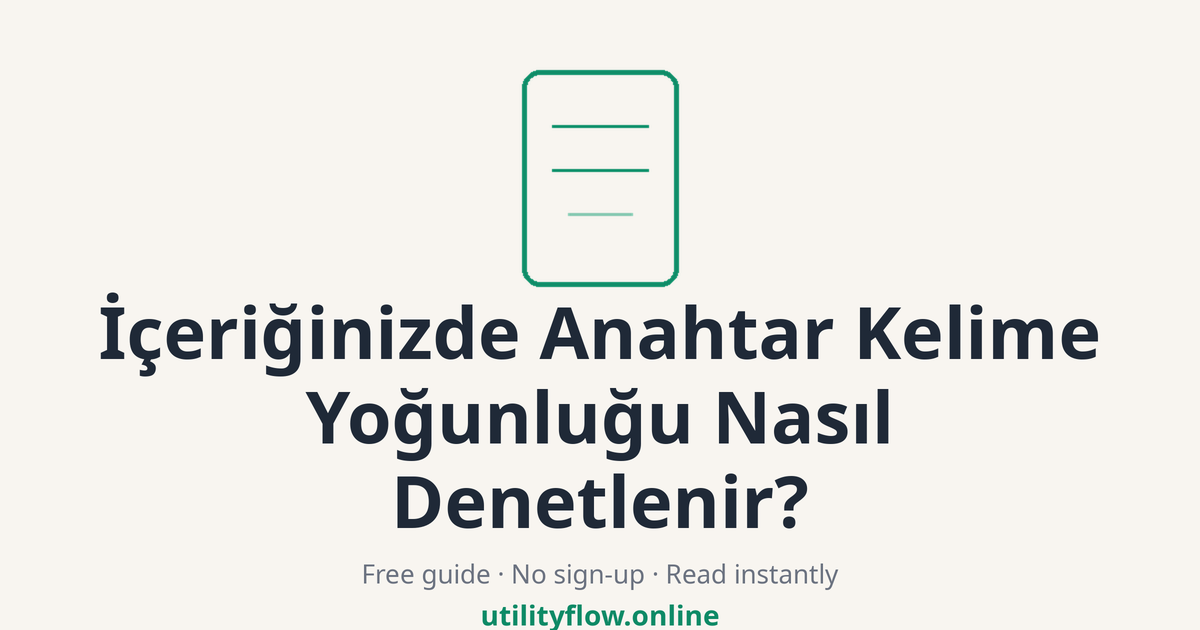 İçeriğinizde Anahtar Kelime
Yoğunluğu Nasıl
Denetlenir?
Free guide · No sign-up · Read instantly
utilityflow.online